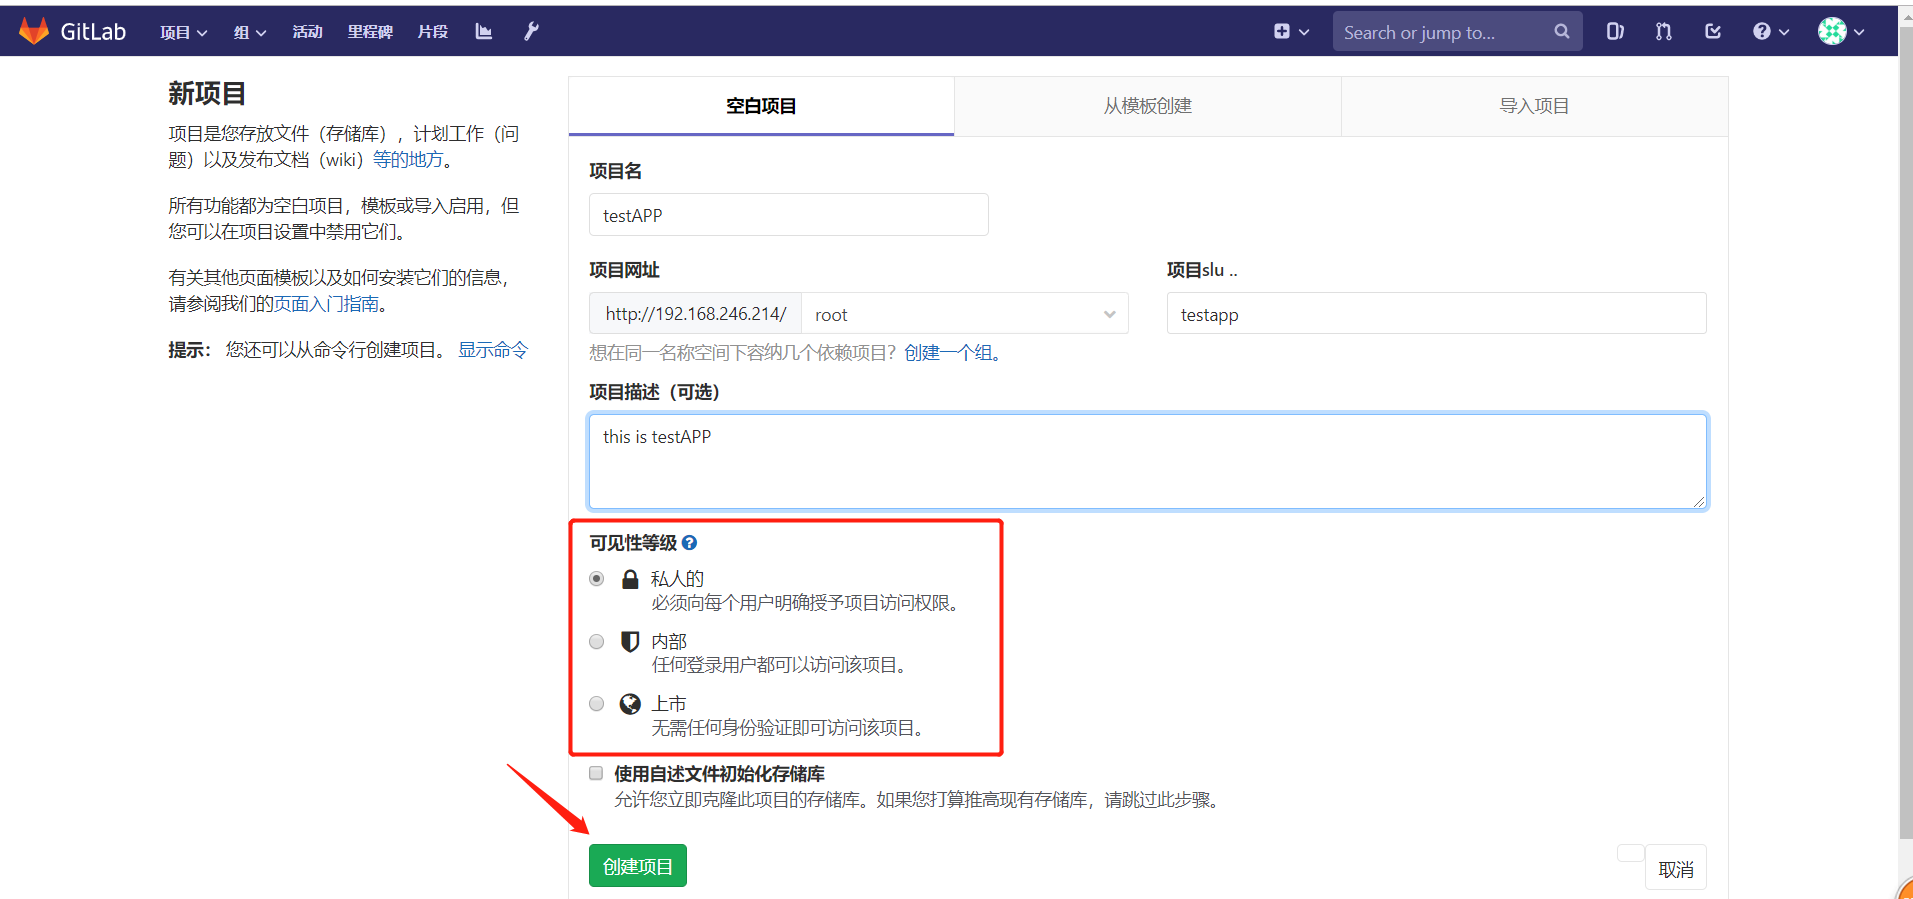 GitLab 项目 组 活动 里程碑 片段 Search or jump to...
新项目
项目是您存放文件（存储库），计划工作（问
题）以及发布文档（wiki）等的地方。
所有功能都为空白项目，模板或导入启用，但
您可以在项目设置中禁用它们。
有关其他页面模板以及如何安装它们的信息，
请参阅我们的页面入门指南。
提示： 您还可以从命令行创建项目。 显示命令
空白项目 从模板创建 导入项目
项目名
testAPP
项目网址 项目slu ..
http://192.168.246.214/ root testapp
想在同一名称空间下容纳几个依赖项目？创建一个组。
项目描述（可选）
this is testAPP
可见性等级
私人的
必须向每个用户明确授予项目访问权限。
内部
任何登录用户都可以访问该项目。
上市
无需任何身份验证即可访问该项目。
使用自述文件初始化存储库
允许您立即克隆此项目的存储库。如果您打算推高现有存储库，请跳过此步骤。
创建项目 取消